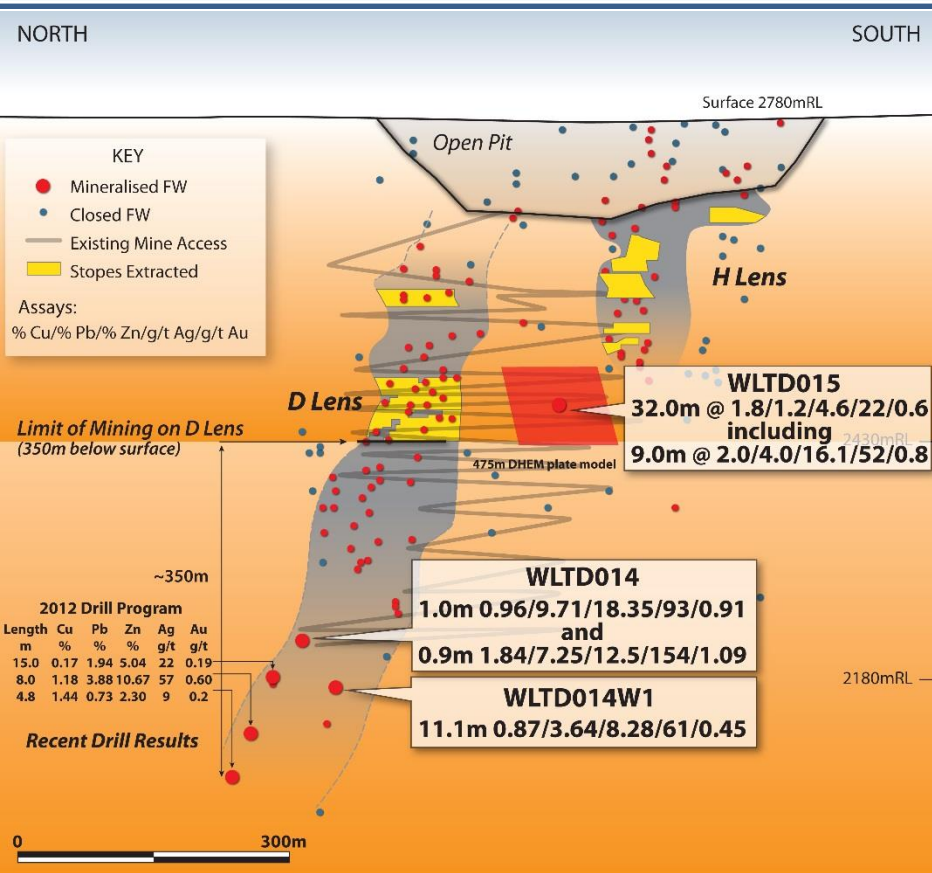 NORTH
SOUTH
Surface 2780mRL
Open Pit
KEY
Mineralised FW
Closed FW
Existing Mine Access
Stopes Extracted
Assays:
% Cu/% Pb/% Zn/g/t Ag/g/t Au
H Lens
D Lens
WLTD015
32.0m @ 1.8/1.2/4.6/22/0.6
including
9.0m @ 2.0/4.0/16.1/52/0.8
Limit of Mining on D Lens
(350m below surface)
2430mRL
475m DHEM plate model
~350m
WLTD014
1.0m 0.96/9.71/18.35/93/0.91
and
0.9m 1.84/7.25/12.5/154/1.09
2012 Drill Program
Length Cu Pb Zn Ag Au
m % % % g/t g/t
15.0 0.17 1.94 5.04 22 0.19
8.0 1.18 3.88 10.67 57 0.60
4.8 1.44 0.73 2.30 9 0.2
2180mRL
WLTD014W1
11.1m 0.87/3.64/8.28/61/0.45
Recent Drill Results
0 300m